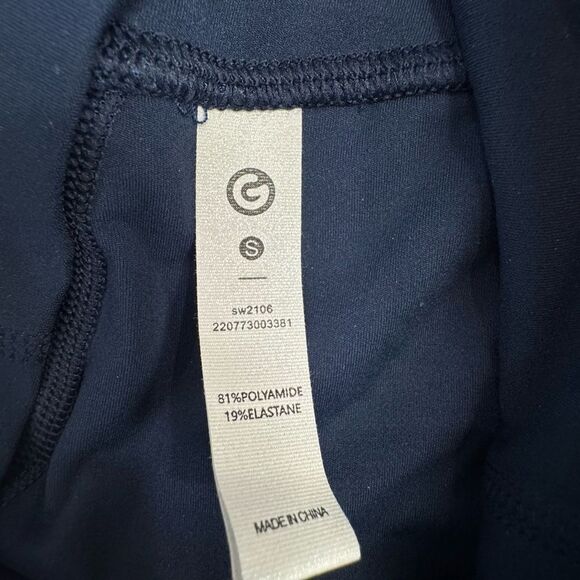 G
S
sw2106
220773003381
81%POLYAMIDE
19%ELASTANE
MADE IN CHINA